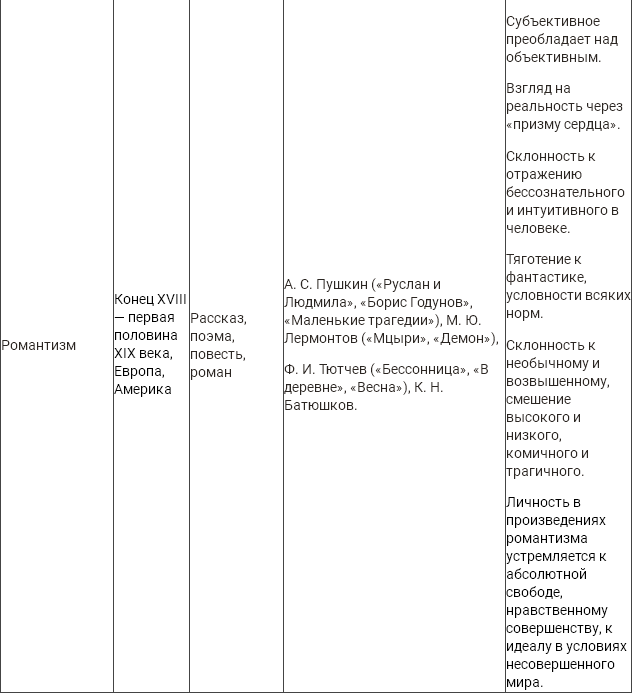 Романтизм
Конец XVIII
— первая
половина
XIX века,
Европа,
Америка
Рассказ,
поэма,
повесть,
роман
А. С. Пушкин («Руслан и
Людмила», «Борис Годунов»,
«Маленькие трагедии»), М. Ю.
Лермонтов («Мцыри», «Демон»),
Ф. И. Тютчев («Бессонница», «В
деревне», «Весна»), К. Н.
Батюшков.
Субъективное
преобладает над
объективным.
Взгляд на
реальность через
«призму сердца».
Склонность к
отражению
бессознательного
и интуитивного в
человеке.
Тяготение к
фантастике,
условности всяких
норм.
Склонность к
необычному и
возвышенному,
смешение
высокого и
низкого,
комичного и
трагичного.
Личность в
произведениях
романтизма
устремляется к
абсолютной
свободе,
нравственному
совершенству, к
идеалу в условиях
несовершенного
мира.